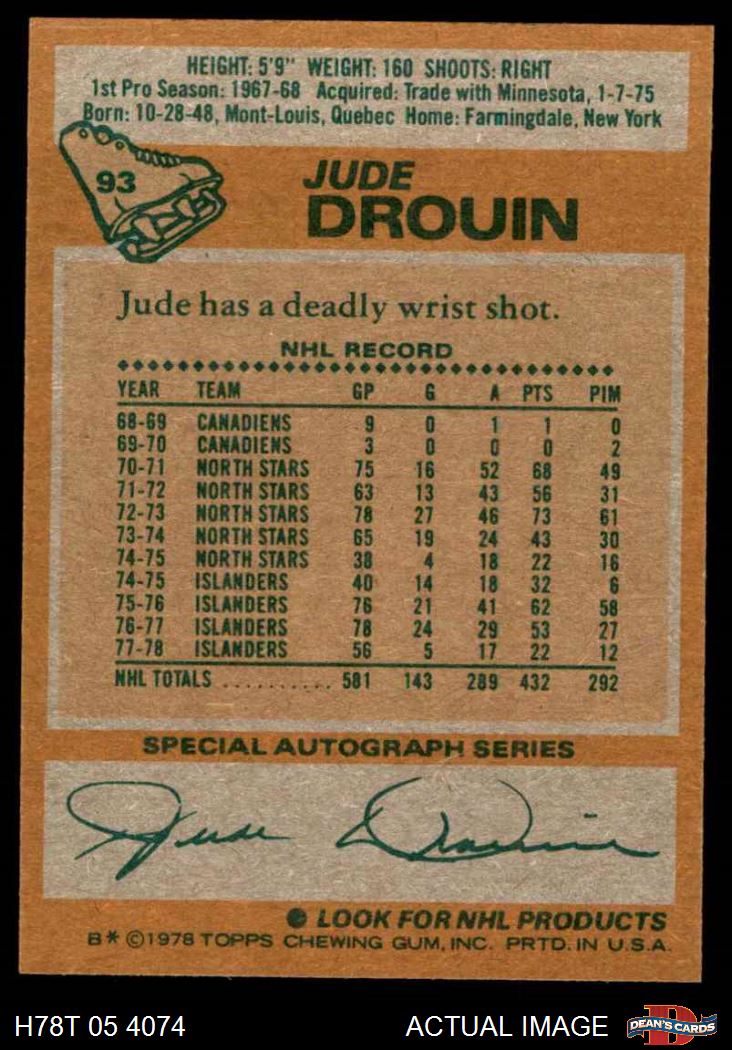 HEIGHT: 5'9" WEIGHT: 160 SHOOTS: RIGHT
1st Pro Season: 1967-68 Acquired: Trade with Minnesota, 1-7-75
Born: 10-28-48, Mont-Louis, Quebec Home: Farmingdale, New York
93
JUDE
DROUIN
Jude has a deadly wrist shot.
NHL RECORD
YEAR TEAM GP G A PTS PIM
68-69 CANADIENS 9 0 1 1 0
69-70 CANADIENS 3 0 0 0 2
70-71 NORTH STARS 75 16 52 68 49
71-72 NORTH STARS 63 13 43 56 31
72-73 NORTH STARS 78 27 46 73 61
73-74 NORTH STARS 65 19 24 43 30
74-75 NORTH STARS 38 4 18 22 16
74-75 ISLANDERS 40 14 18 32 6
75-76 ISLANDERS 76 21 41 62 58
76-77 ISLANDERS 78 24 29 53 27
77-78 ISLANDERS 56 5 17 22 12
NHL TOTALS .......... 581 143 289 432 292
SPECIAL AUTOGRAPH SERIES
Jude Drouin
LOOK FOR NHL PRODUCTS
B* ©1978 TOPPS CHEWING GUM, INC. PRTD. IN U.S.A.
H78T 05 4074 ACTUAL IMAGE DEAN'S CARDS